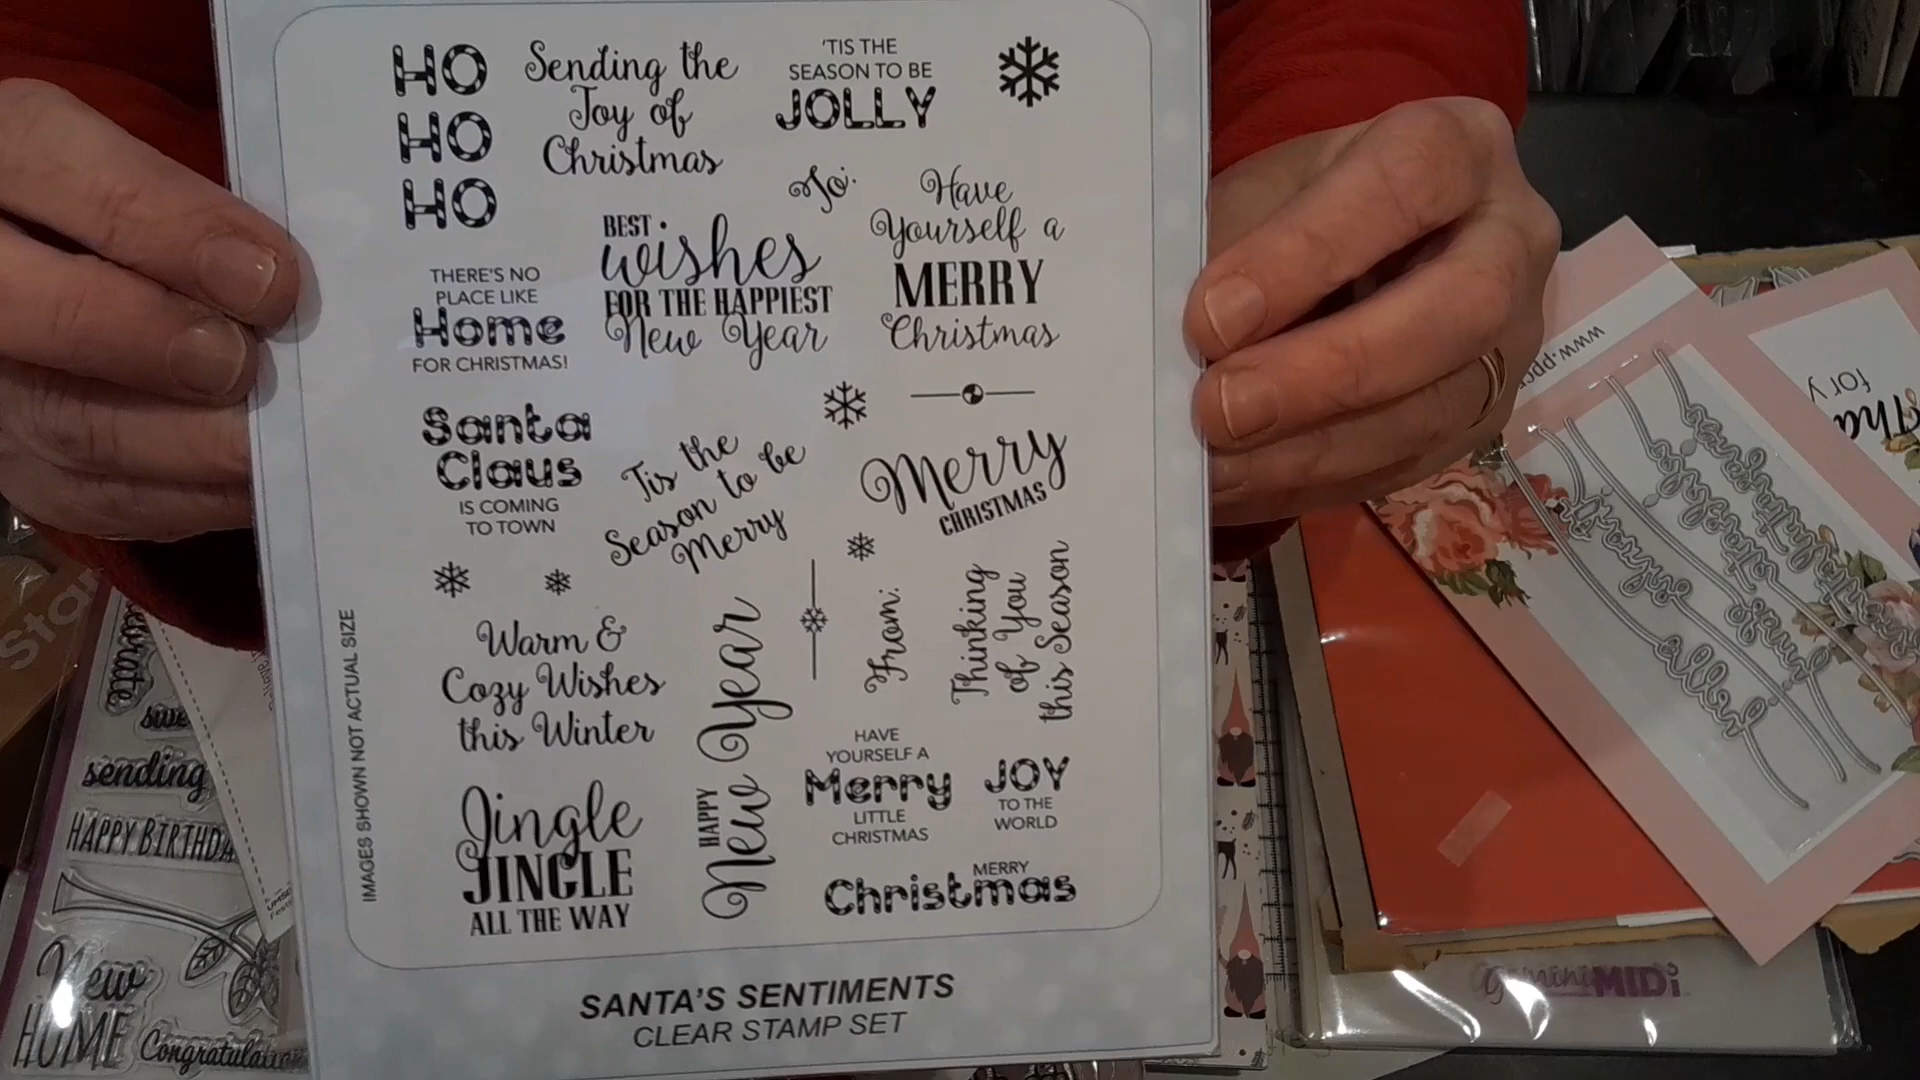 HO
HO
HO
Sending the
Joy of
Christmas
'TIS THE
SEASON TO BE
JOLLY
To:
Have
Yourself a
MERRY
Christmas
BEST
wishes
FOR THE HAPPIEST
New Year
THERE'S NO
PLACE LIKE
Home
FOR CHRISTMAS!
Santa
Claus
IS COMING
TO TOWN
Tis the
Season to be
Merry
Merry
CHRISTMAS
Warm &
Cozy Wishes
this Winter
HAPPY
New Year
From:
Thinking
of You
this Season
Jingle
JINGLE
ALL THE WAY
HAVE
YOURSELF A
Merry
LITTLE
CHRISTMAS
JOY
TO THE
WORLD
MERRY
Christmas
IMAGES SHOWN NOT ACTUAL SIZE
SANTA'S SENTIMENTS
CLEAR STAMP SET
sending
HAPPY BIRTHDA
New
HOME
Congratulati
gemini MIDi
for y